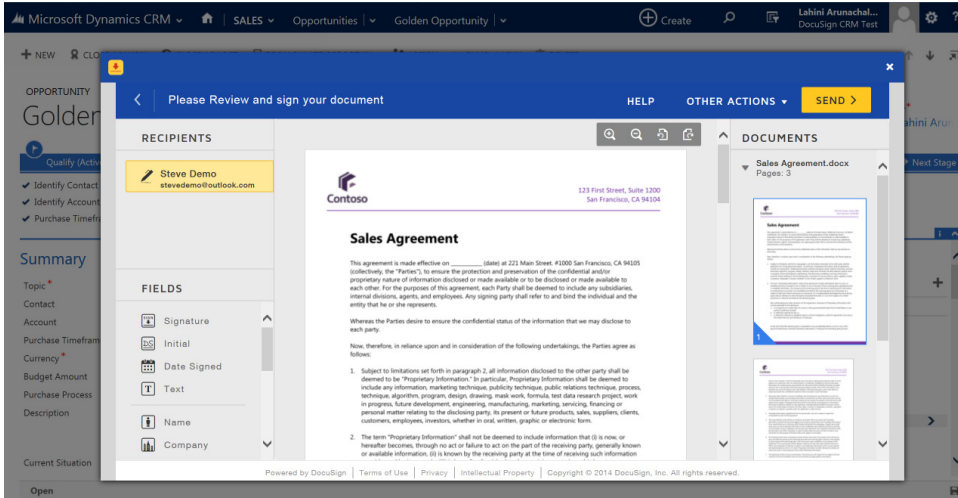 Microsoft Dynamics CRM
SALES
Opportunities
Golden Opportunity
Create
Lahini Arunachal...
DocuSign CRM Test
?
+ NEW
OPPORTUNITY
Golden
Qualify (Activ
Next Stage
Identify Contact
Identify Account
Purchase Timefra
Summary
Topic *
Contact
Account
Purchase Timefram
Currency *
Budget Amount
Purchase Process
Description
Current Situation
Open
Please Review and sign your document
HELP
OTHER ACTIONS
SEND >
RECIPIENTS
Steve Demo
stevedemo@outlook.com
FIELDS
Signature
DS Initial
Date Signed
T Text
Name
Company
Contoso
123 First Street, Suite 1200
San Francisco, CA 94104
Sales Agreement
This agreement is made effective on _________ (date) at 221 Main Street. #1000 San Francisco, CA 94105
(collectively, the "Parties"), to ensure the protection and preservation of the confidential and/or
proprietary nature of information disclosed or made available or to be disclosed or made available to
each other. For the purposes of this agreement, each Party shall be deemed to include any subsidiaries,
internal divisions, agents, and employees. Any signing party shall refer to and bind the individual and the
entity that he or she represents.
Whereas the Parties desire to ensure the confidential status of the information that we may disclose to
each party.
Now, therefore, in reliance upon and in consideration of the following undertakings, the Parties agree as
follows:
1. Subject to limitations set forth in paragraph 2, all information disclosed to the other party shall be
deemed to be "Proprietary Information." In particular, Proprietary Information shall be deemed to
include any information, marketing technique, publicity technique, public relations technique, process,
technique, algorithm, program, design, drawing, mask work, formula, test data research project, work
in progress, future development, engineering, manufacturing, marketing, servicing, financing or
personal matter relating to the disclosing party, its present or future products, sales, suppliers, clients,
customers, employees, investors, whether in oral, written, graphic or electronic form.
2. The term "Proprietary Information" shall not be deemed to include information that (i) is now, or
hereafter becomes, through no act or failure to act on the part of the receiving party, generally known
or available information, (ii) is known by the receiving party at the time of receiving such information
DOCUMENTS
Sales Agreement.docx
Pages: 3
Contoso
Sales Agreement
1
Powered by DocuSign | Terms of Use | Privacy | Intellectual Property | Copyright © 2014 DocuSign, Inc. All rights reserved.